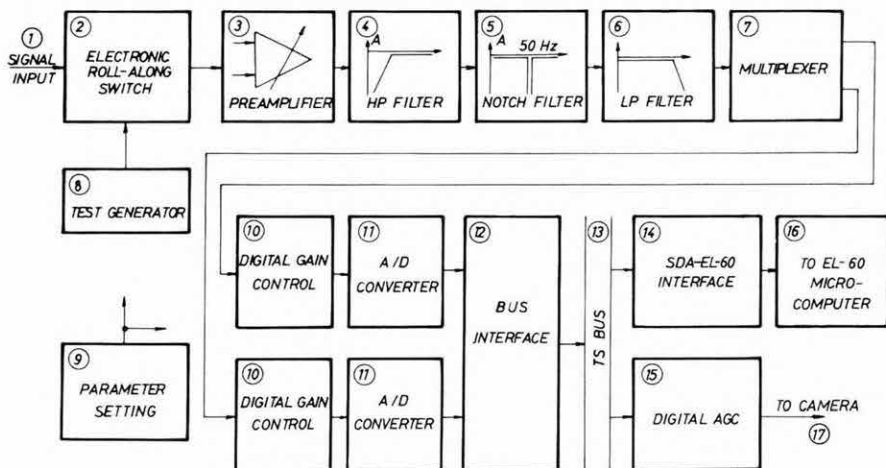 1
SIGNAL
INPUT
2
ELECTRONIC
ROLL-ALONG
SWITCH
3
PREAMPLIFIER
4
A
HP FILTER
5
A
50 Hz
NOTCH FILTER
6
LP FILTER
7
MULTIPLEXER
8
TEST GENERATOR
9
PARAMETER
SETTING
10
DIGITAL GAIN
CONTROL
11
A/D
CONVERTER
10
DIGITAL GAIN
CONTROL
11
A/D
CONVERTER
12
BUS
INTERFACE
13
TS BUS
14
SDA-EL-60
INTERFACE
16
TO EL-60
MICRO-
COMPUTER
15
DIGITAL AGC
TO CAMERA
17